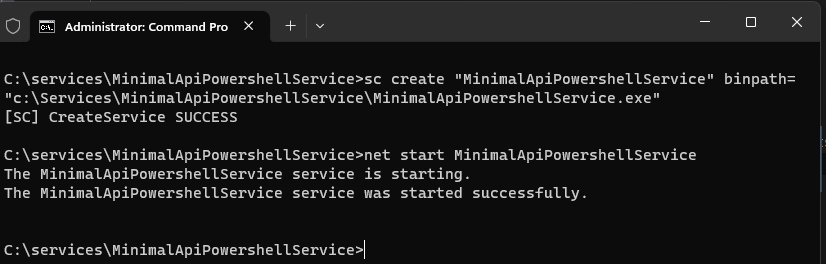 Administrator: Command Pro
C:\services\MinimalApiPowershellService>sc create "MinimalApiPowershellService" binpath=
"c:\Services\MinimalApiPowershellService\MinimalApiPowershellService.exe"
[SC] CreateService SUCCESS
C:\services\MinimalApiPowershellService>net start MinimalApiPowershellService
The MinimalApiPowershellService service is starting.
The MinimalApiPowershellService service was started successfully.
C:\services\MinimalApiPowershellService>